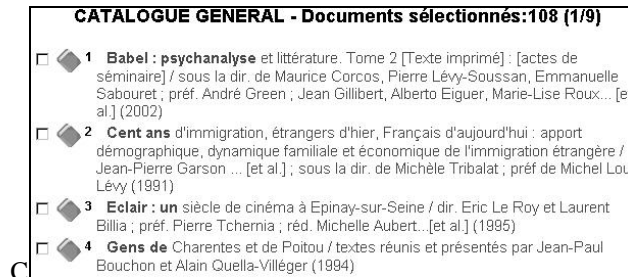 CATALOGUE GENERAL - Documents sélectionnés:108 (1/9)
1 Babel : psychanalyse et littérature. Tome 2 [Texte imprimé] : [actes de
séminaire] / sous la dir. de Maurice Corcos, Pierre Lévy-Soussan, Emmanuelle
Sabouret ; préf. André Green ; Jean Gillibert, Alberto Eiguer, Marie-Lise Roux... [e
al.] (2002)
2 Cent ans d'immigration, étrangers d'hier, Français d'aujourd'hui : apport
démographique, dynamique familiale et économique de l'immigration étrangère /
Jean-Pierre Garson ... [et al.] ; sous la dir. de Michèle Tribalat ; préf de Michel Lou
Lévy (1991)
3 Eclair : un siècle de cinéma à Epinay-sur-Seine / dir. Eric Le Roy et Laurent
Billia ; préf. Pierre Tchernia ; réd. Michelle Aubert...[et al.] (1995)
4 Gens de Charentes et de Poitou / textes réunis et présentés par Jean-Paul
Bouchon et Alain Quella-Villéger (1994)
C